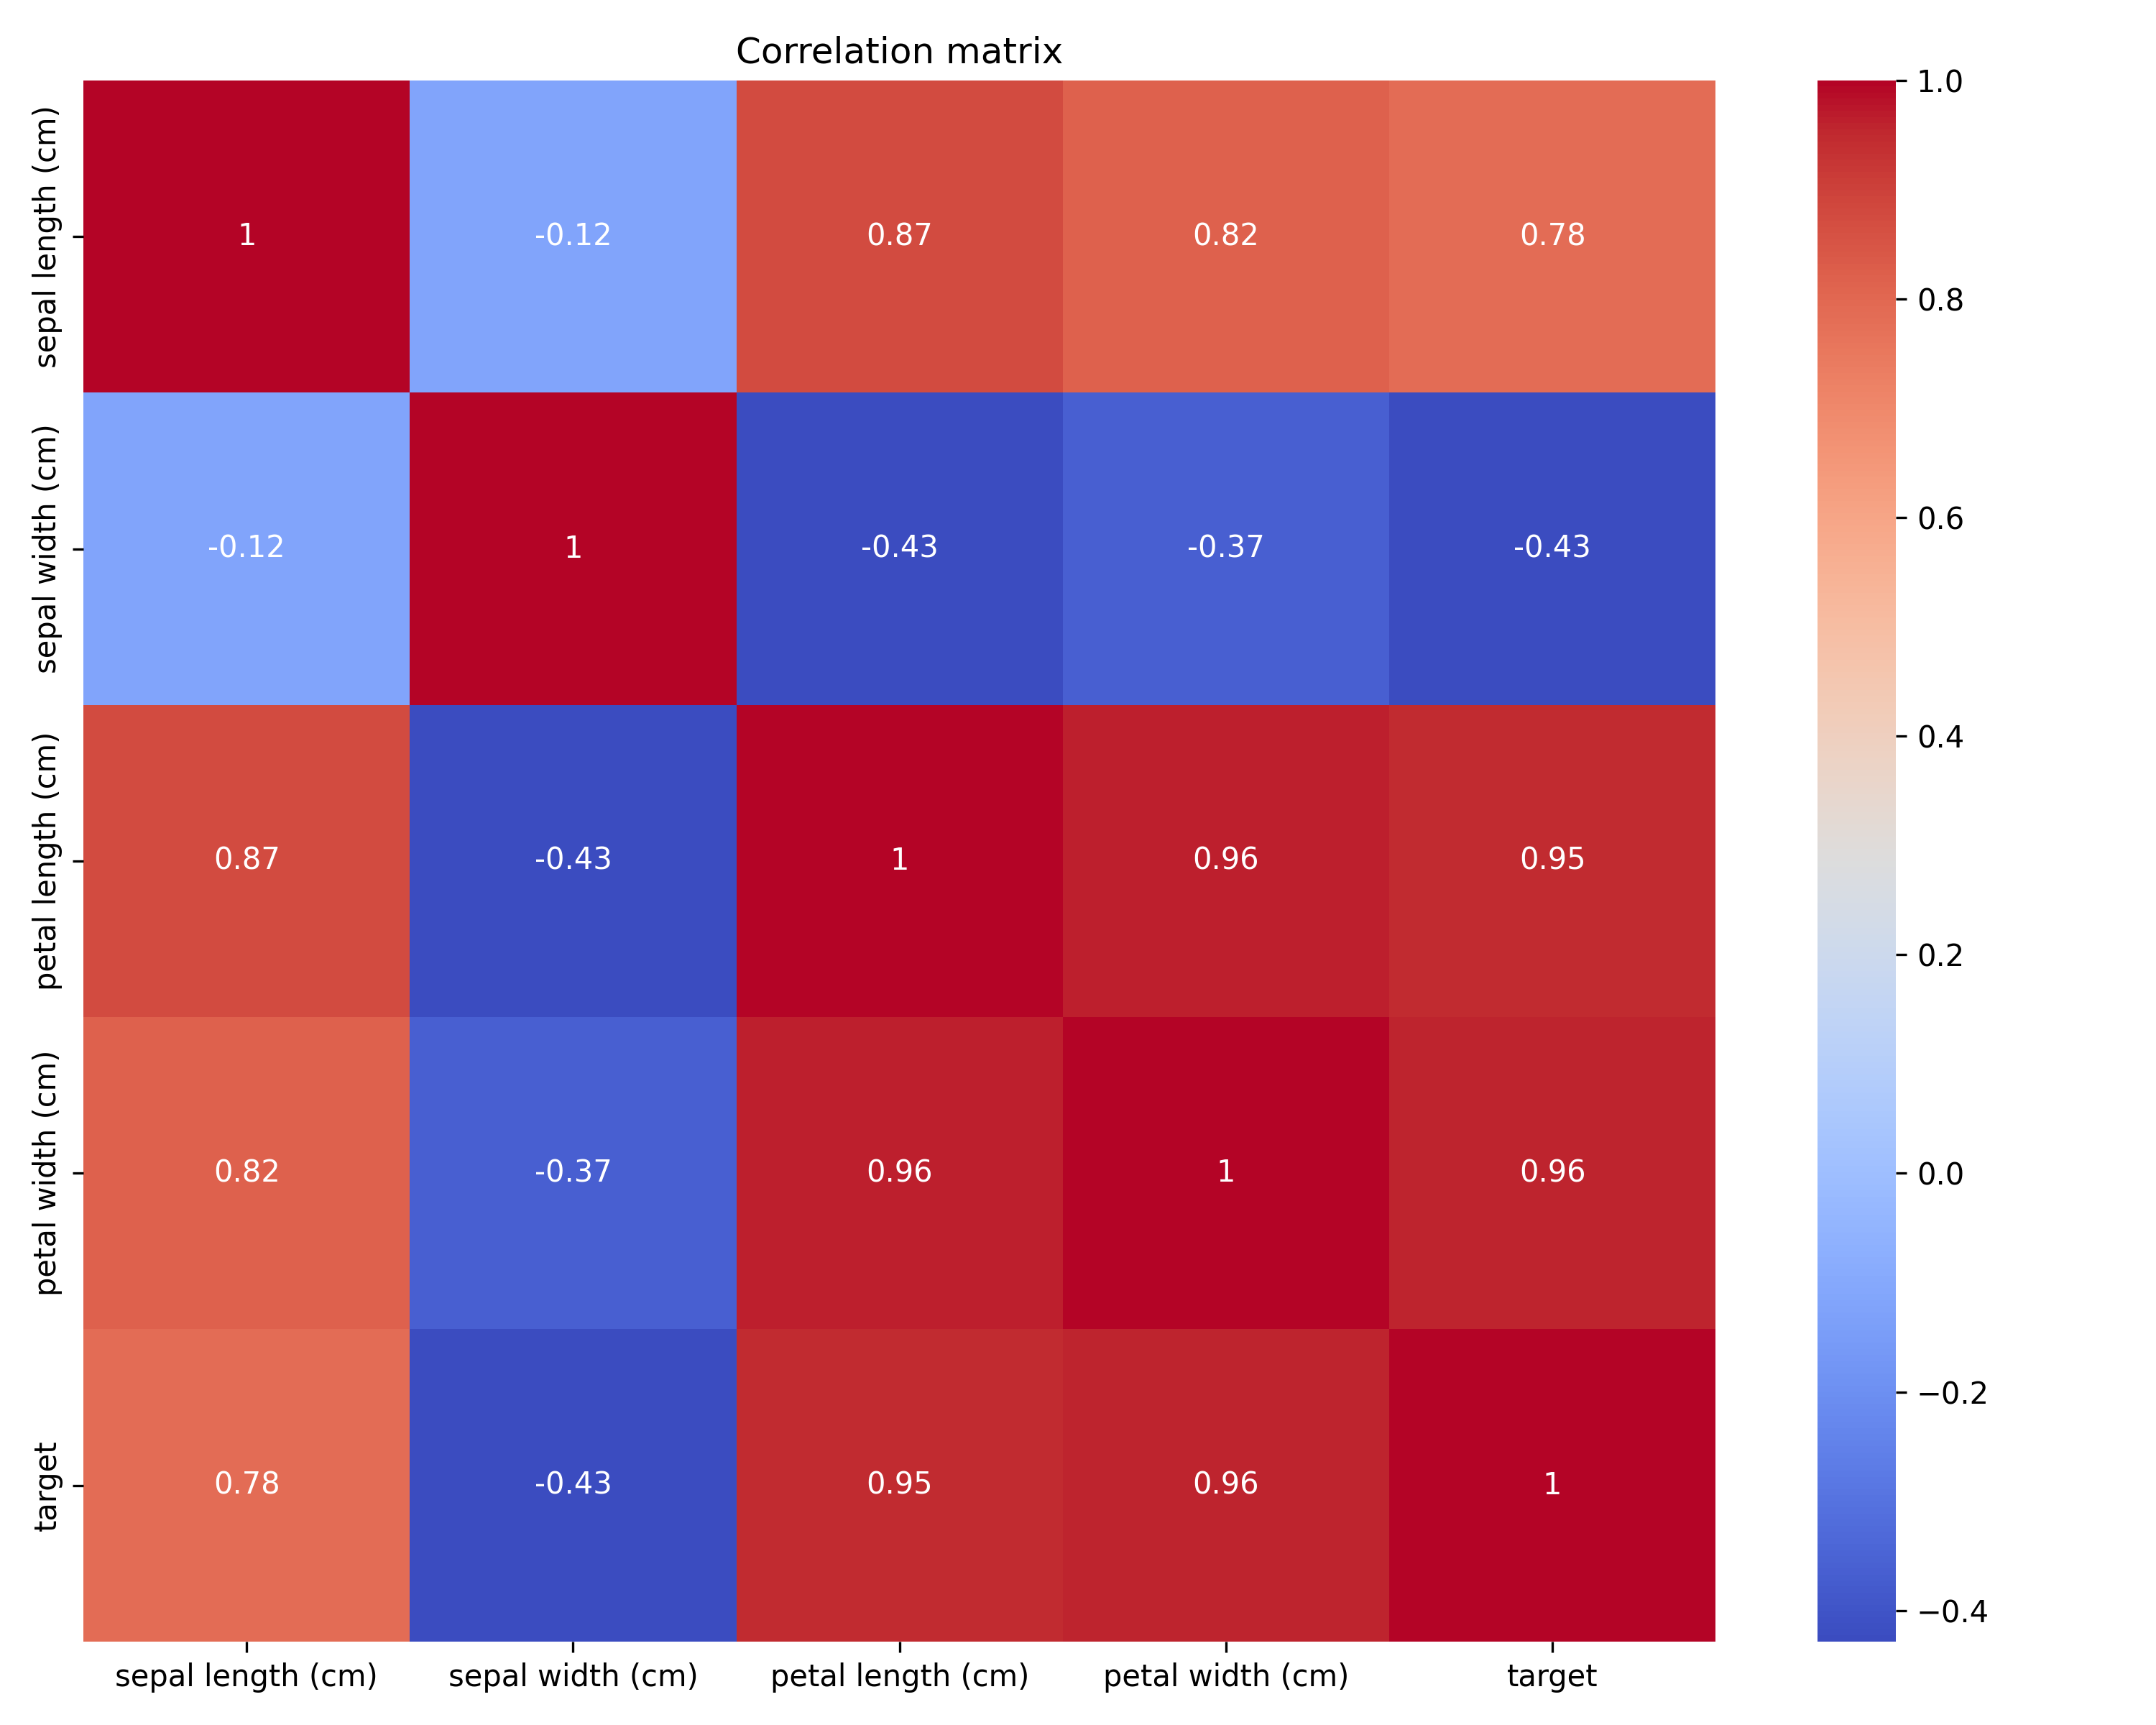 Correlation matrix
sepal length (cm)
1 -0.12 0.87 0.82 0.78
sepal width (cm)
-0.12 1 -0.43 -0.37 -0.43
petal length (cm)
0.87 -0.43 1 0.96 0.95
petal width (cm)
0.82 -0.37 0.96 1 0.96
target
0.78 -0.43 0.95 0.96 1
sepal length (cm) sepal width (cm) petal length (cm) petal width (cm) target
1.0
0.8
0.6
0.4
0.2
0.0
−0.2
−0.4